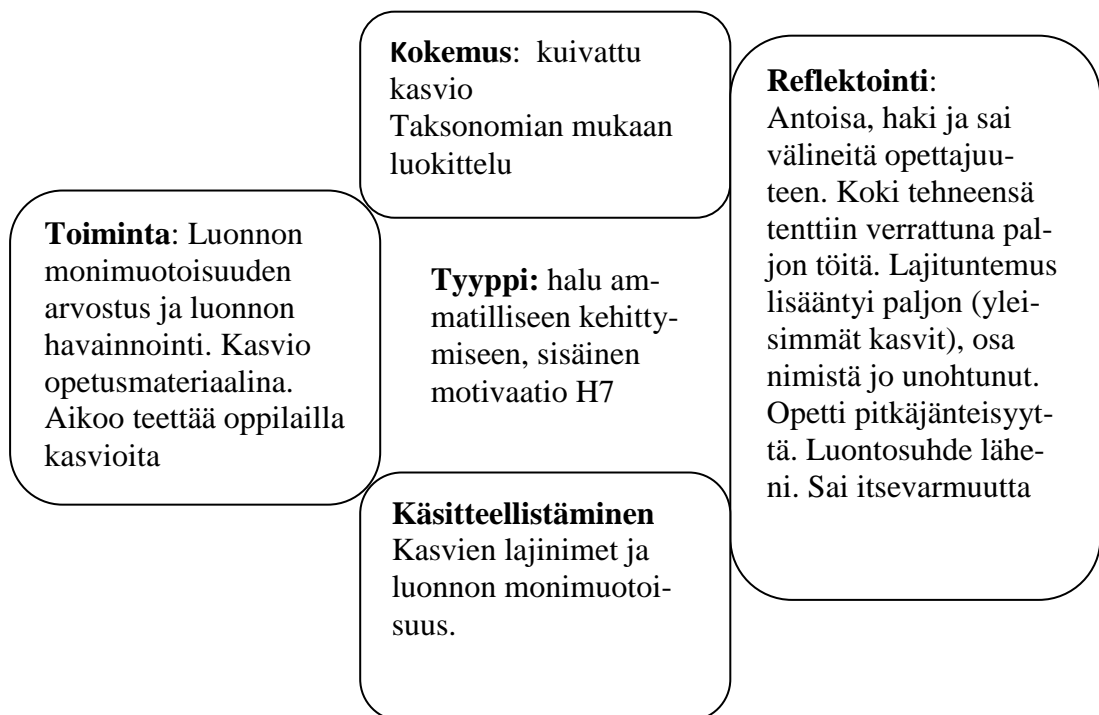 Kokemus: kuivattu
kasvio
Taksonomian mukaan
luokittelu
Reflektointi:
Antoisa, haki ja sai
välineitä opettajuu-
teen. Koki tehneensä
tenttiin verrattuna pal-
jon töitä. Lajituntemus
lisääntyi paljon (ylei-
simmät kasvit), osa
nimistä jo unohtunut.
Opetti pitkäjänteisyyt-
tä. Luontosuhde lähe-
ni. Sai itsevarmuutta
Toiminta: Luonnon
monimuotoisuuden
arvostus ja luonnon
havainnointi. Kasvio
opetusmateriaalina.
Aikoo teettää oppilailla
kasvioita
Tyyppi: halu am-
matilliseen kehitty-
miseen, sisäinen
motivaatio H7
Käsitteellistäminen
Kasvien lajinimet ja
luonnon monimuotoi-
suus.